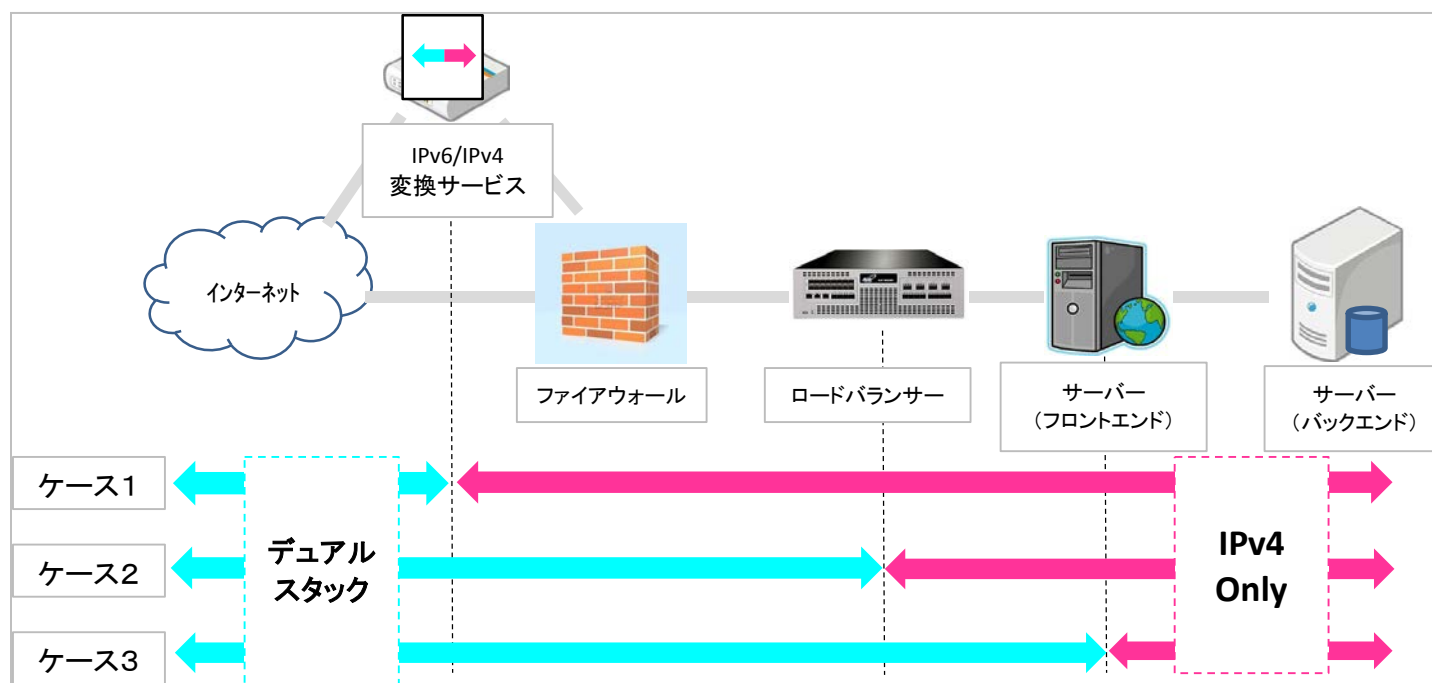 IPv6/IPv4
変換サービス
インターネット
ファイアウォール
ロードバランサー
サーバー
（フロントエンド）
サーバー
（バックエンド）
ケース１
ケース２
ケース３
デュアル
スタック
IPv4
Only